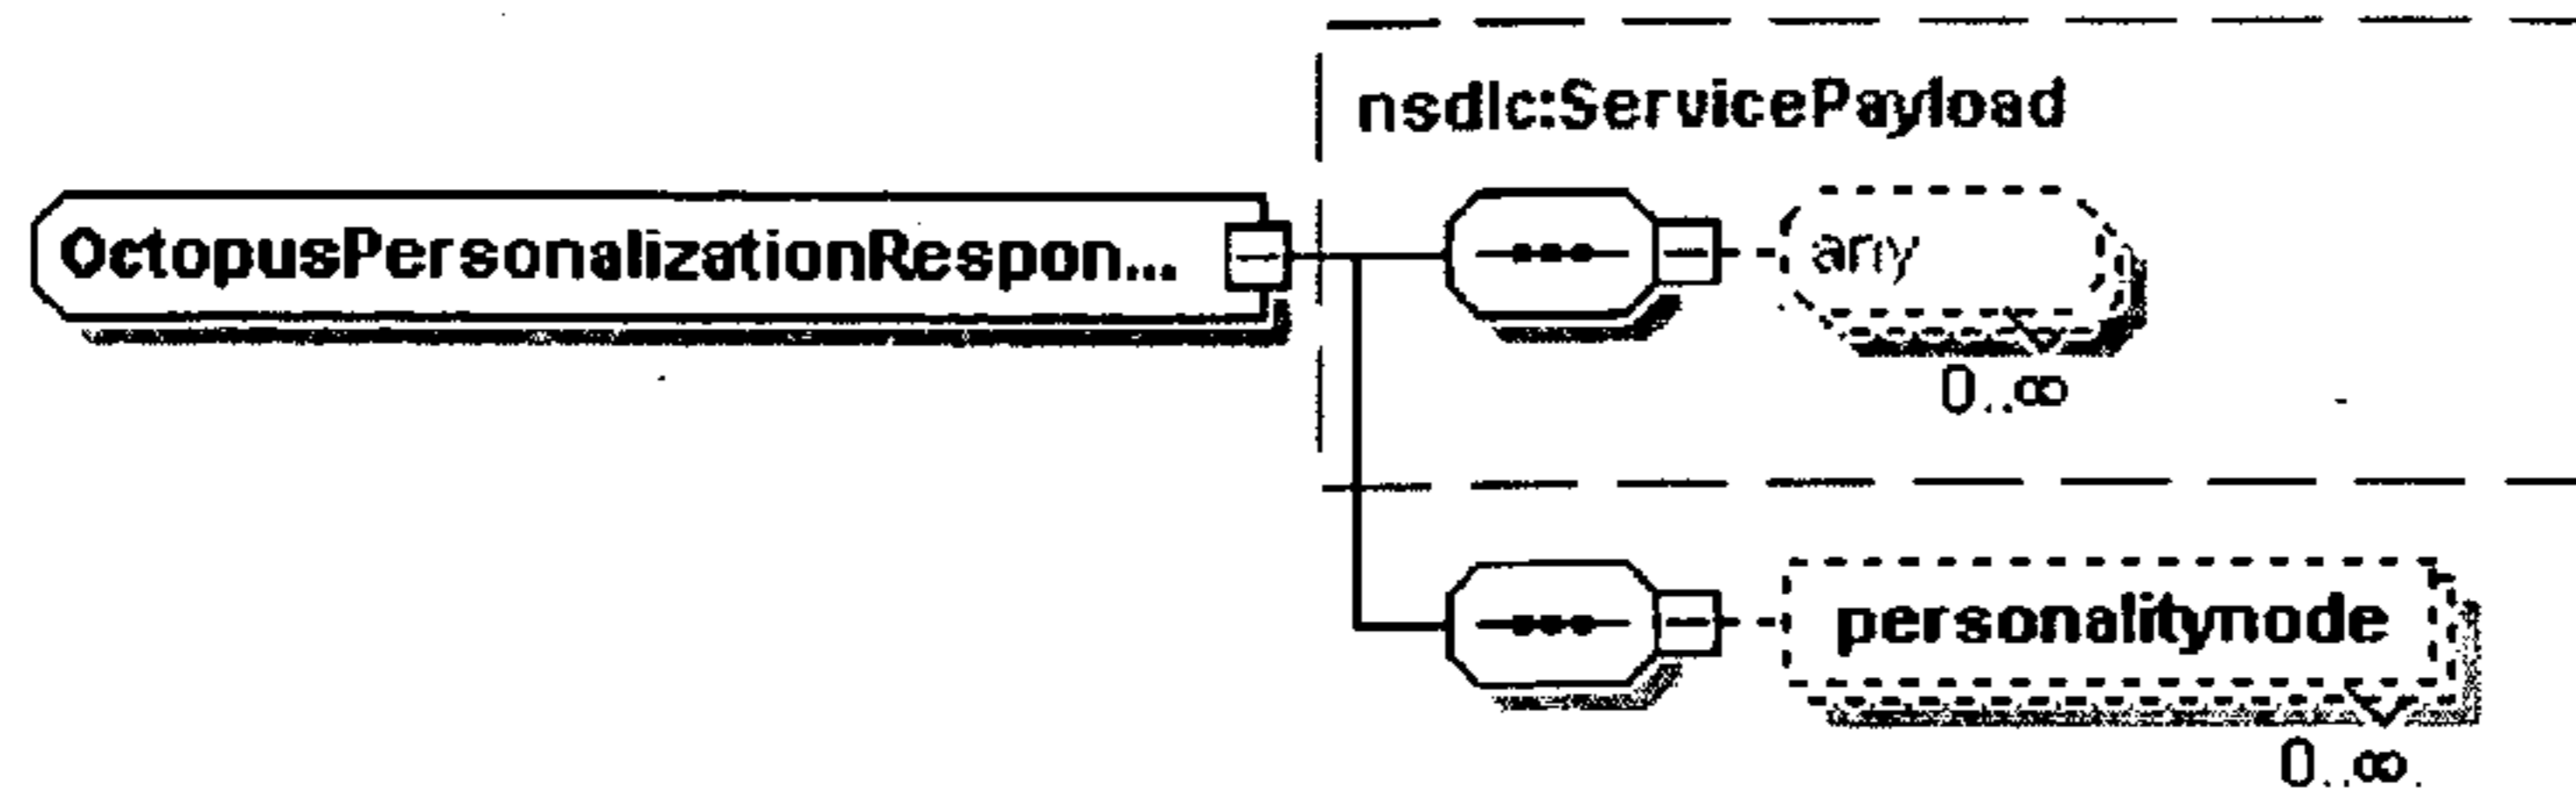 nsdlc:ServicePayload
OctopusPersonalizationRespon...
any
0..∞
personalitynode
0..∞